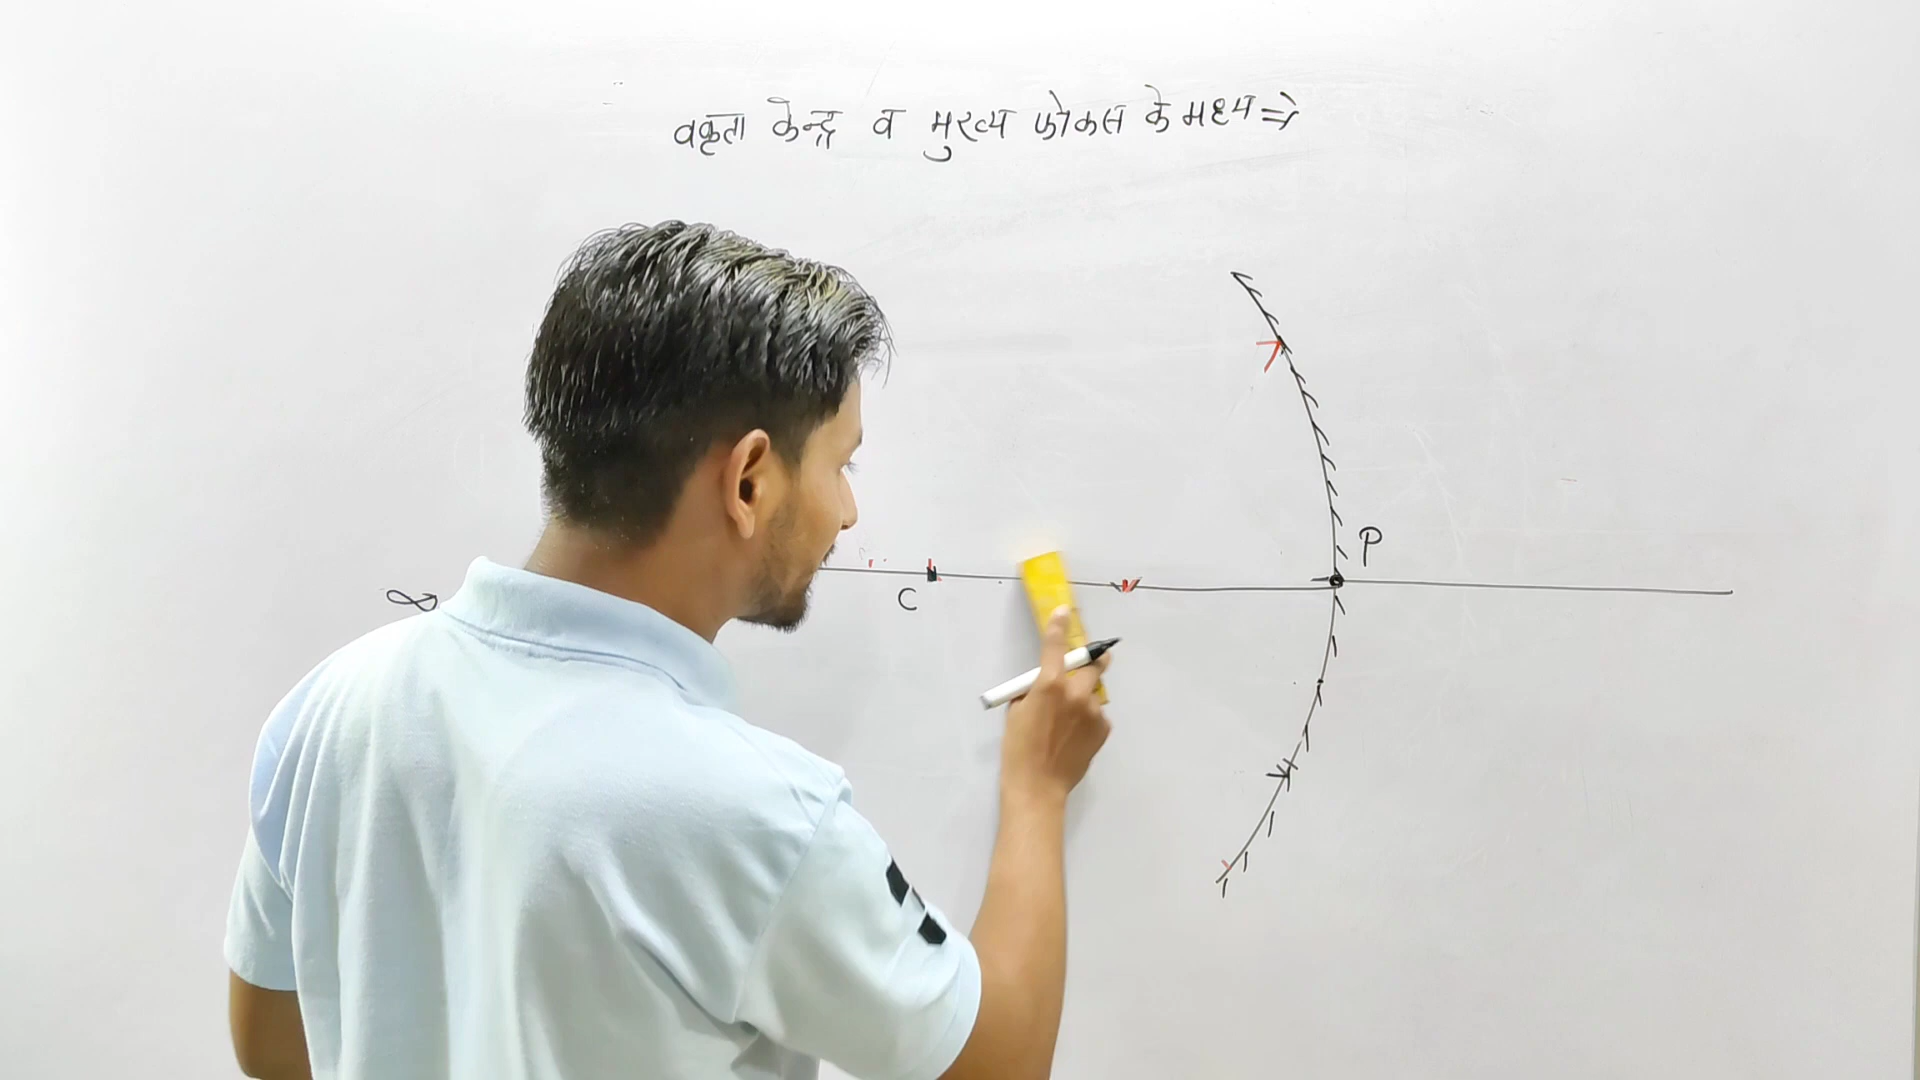 वक्रता केन्द्र व मुख्य फोकस के मध्य ⇒
P
∞ C